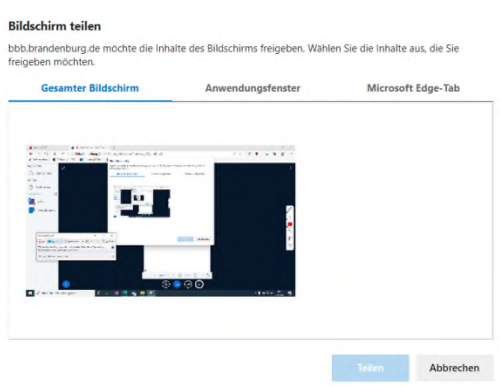 Bildschirm teilen
bbb.brandenburg.de möchte die Inhalte des Bildschirms freigeben. Wählen Sie die Inhalte aus, die Sie
freigeben möchten.
Gesamter Bildschirm Anwendungsfenster Microsoft Edge-Tab
Teilen Abbrechen